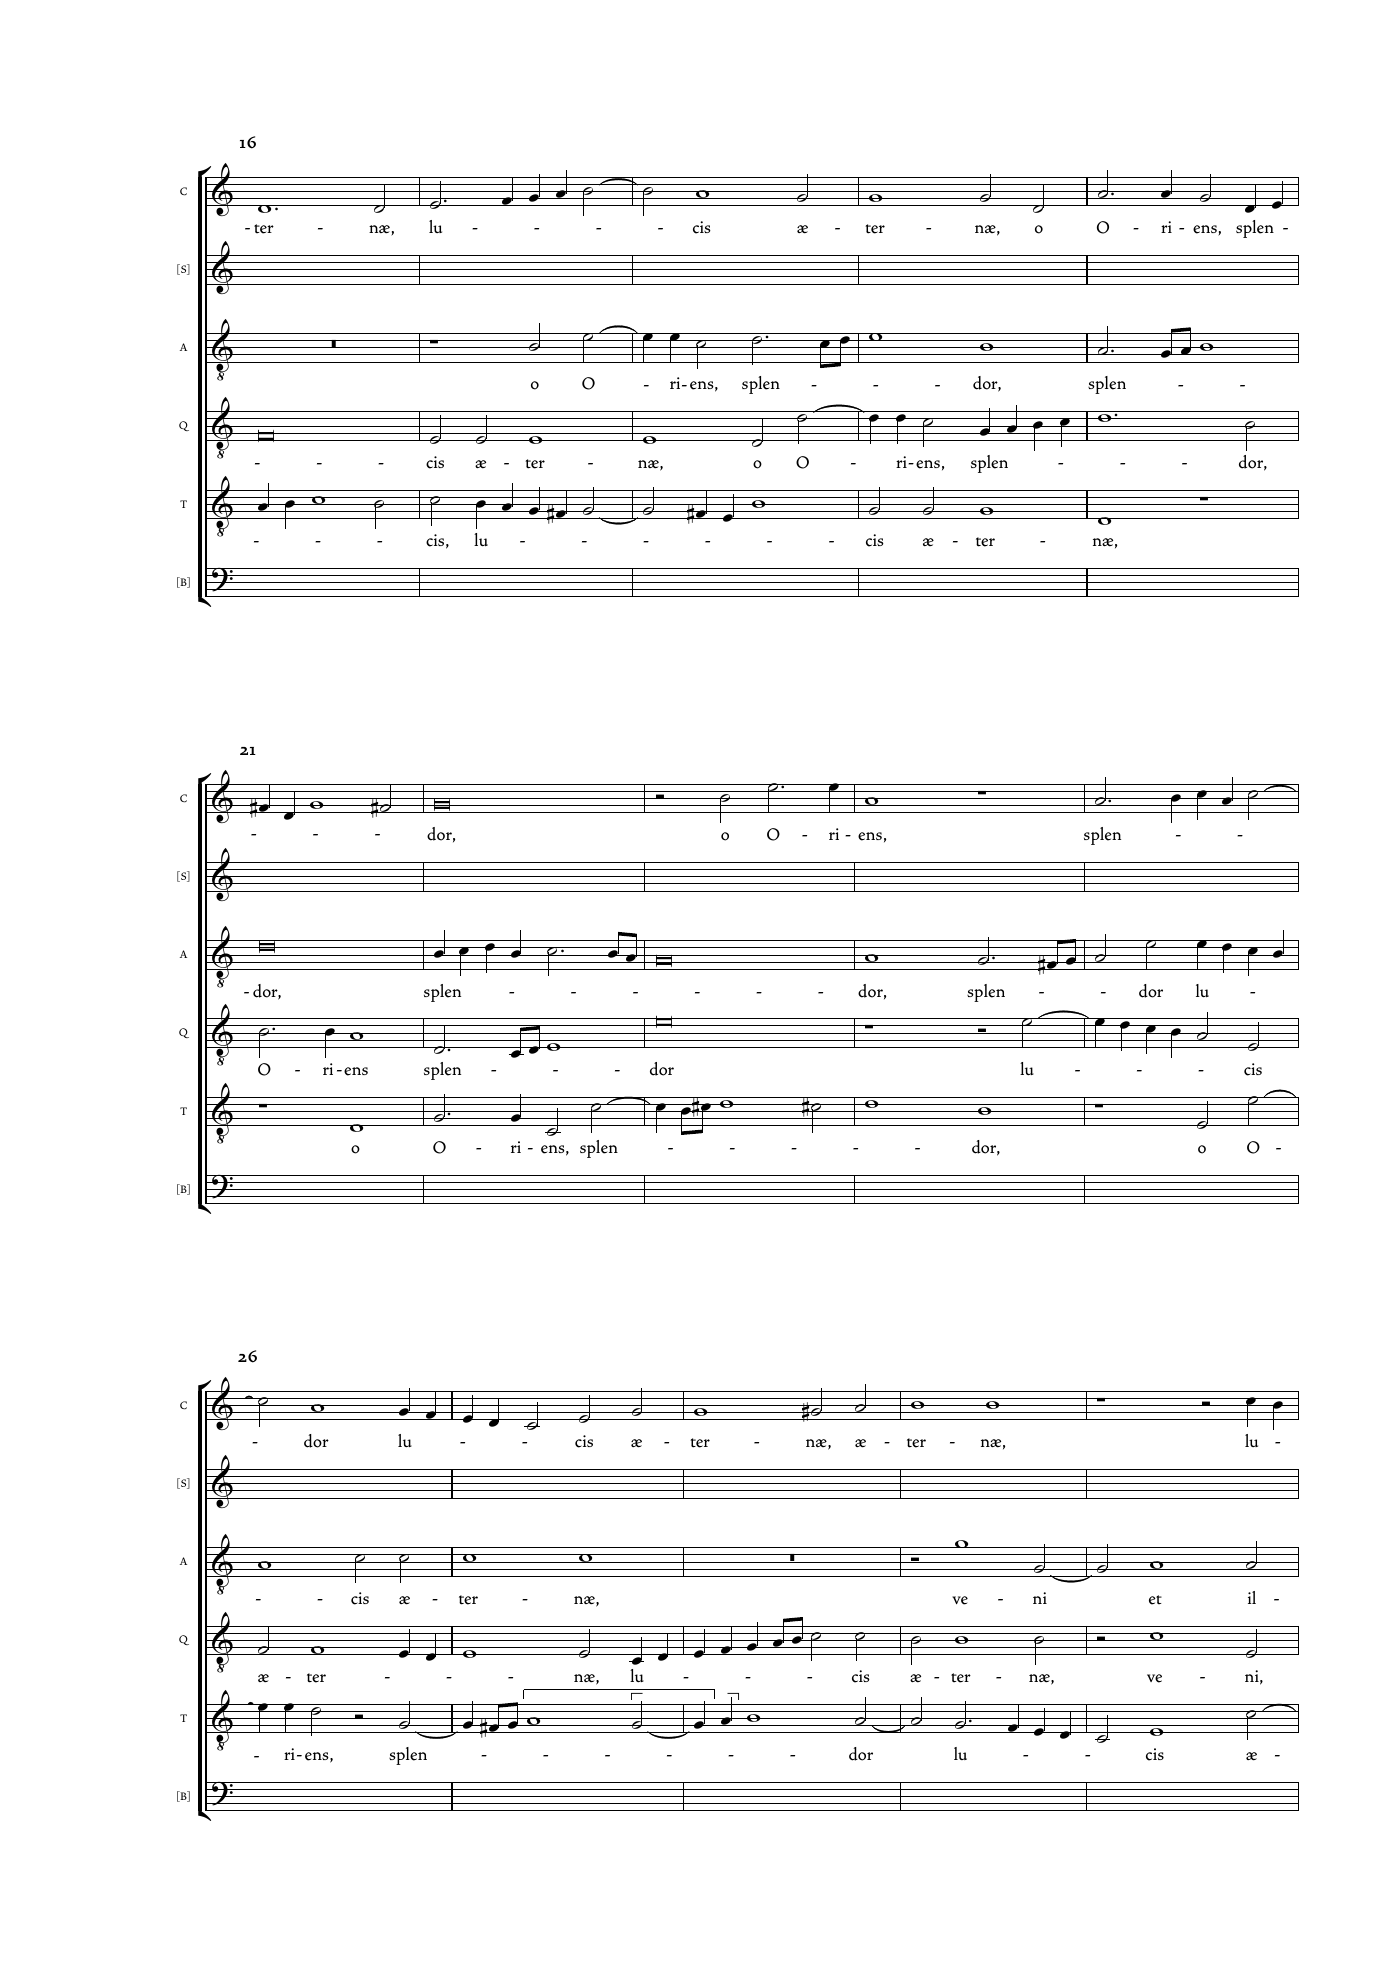 16
C
- ter - næ, lu - - - - cis æ - ter - næ, o O - ri - ens, splen -
[S]
A
o O - ri - ens, splen - - - dor, splen - -
Q
- - - cis æ - ter - næ, o O - ri - ens, splen - - - dor,
T
- - - cis, lu - - - - - - cis æ - ter - næ,
[B]
21
C
- - - dor, o O - ri - ens, splen - -
[S]
A
- dor, splen - - - - - - dor, splen - - dor lu -
Q
O - ri - ens splen - - - dor lu - - - cis
T
o O - ri - ens, splen - - - - dor, o O -
[B]
26
C
- dor lu - - cis æ - ter - næ, æ - ter - næ, lu -
[S]
A
- - cis æ - ter - næ, ve - ni et il -
Q
æ - ter - - - næ, lu - - - cis æ - ter - næ, ve - ni,
T
- ri - ens, splen - - - - - - dor lu - - cis æ -
[B]